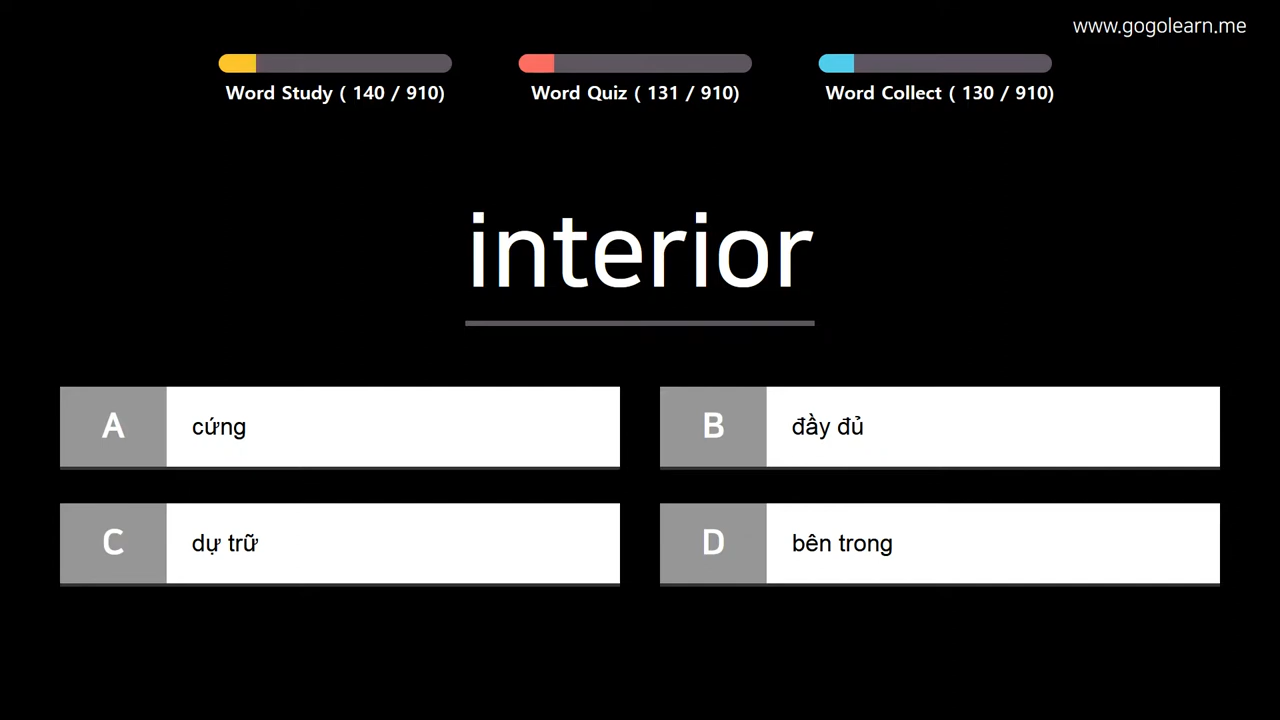 www.gogolearn.me
Word Study ( 140 / 910)
Word Quiz ( 131 / 910)
Word Collect ( 130 / 910)
interior
A cứng
B đầy đủ
C dự trữ
D bên trong